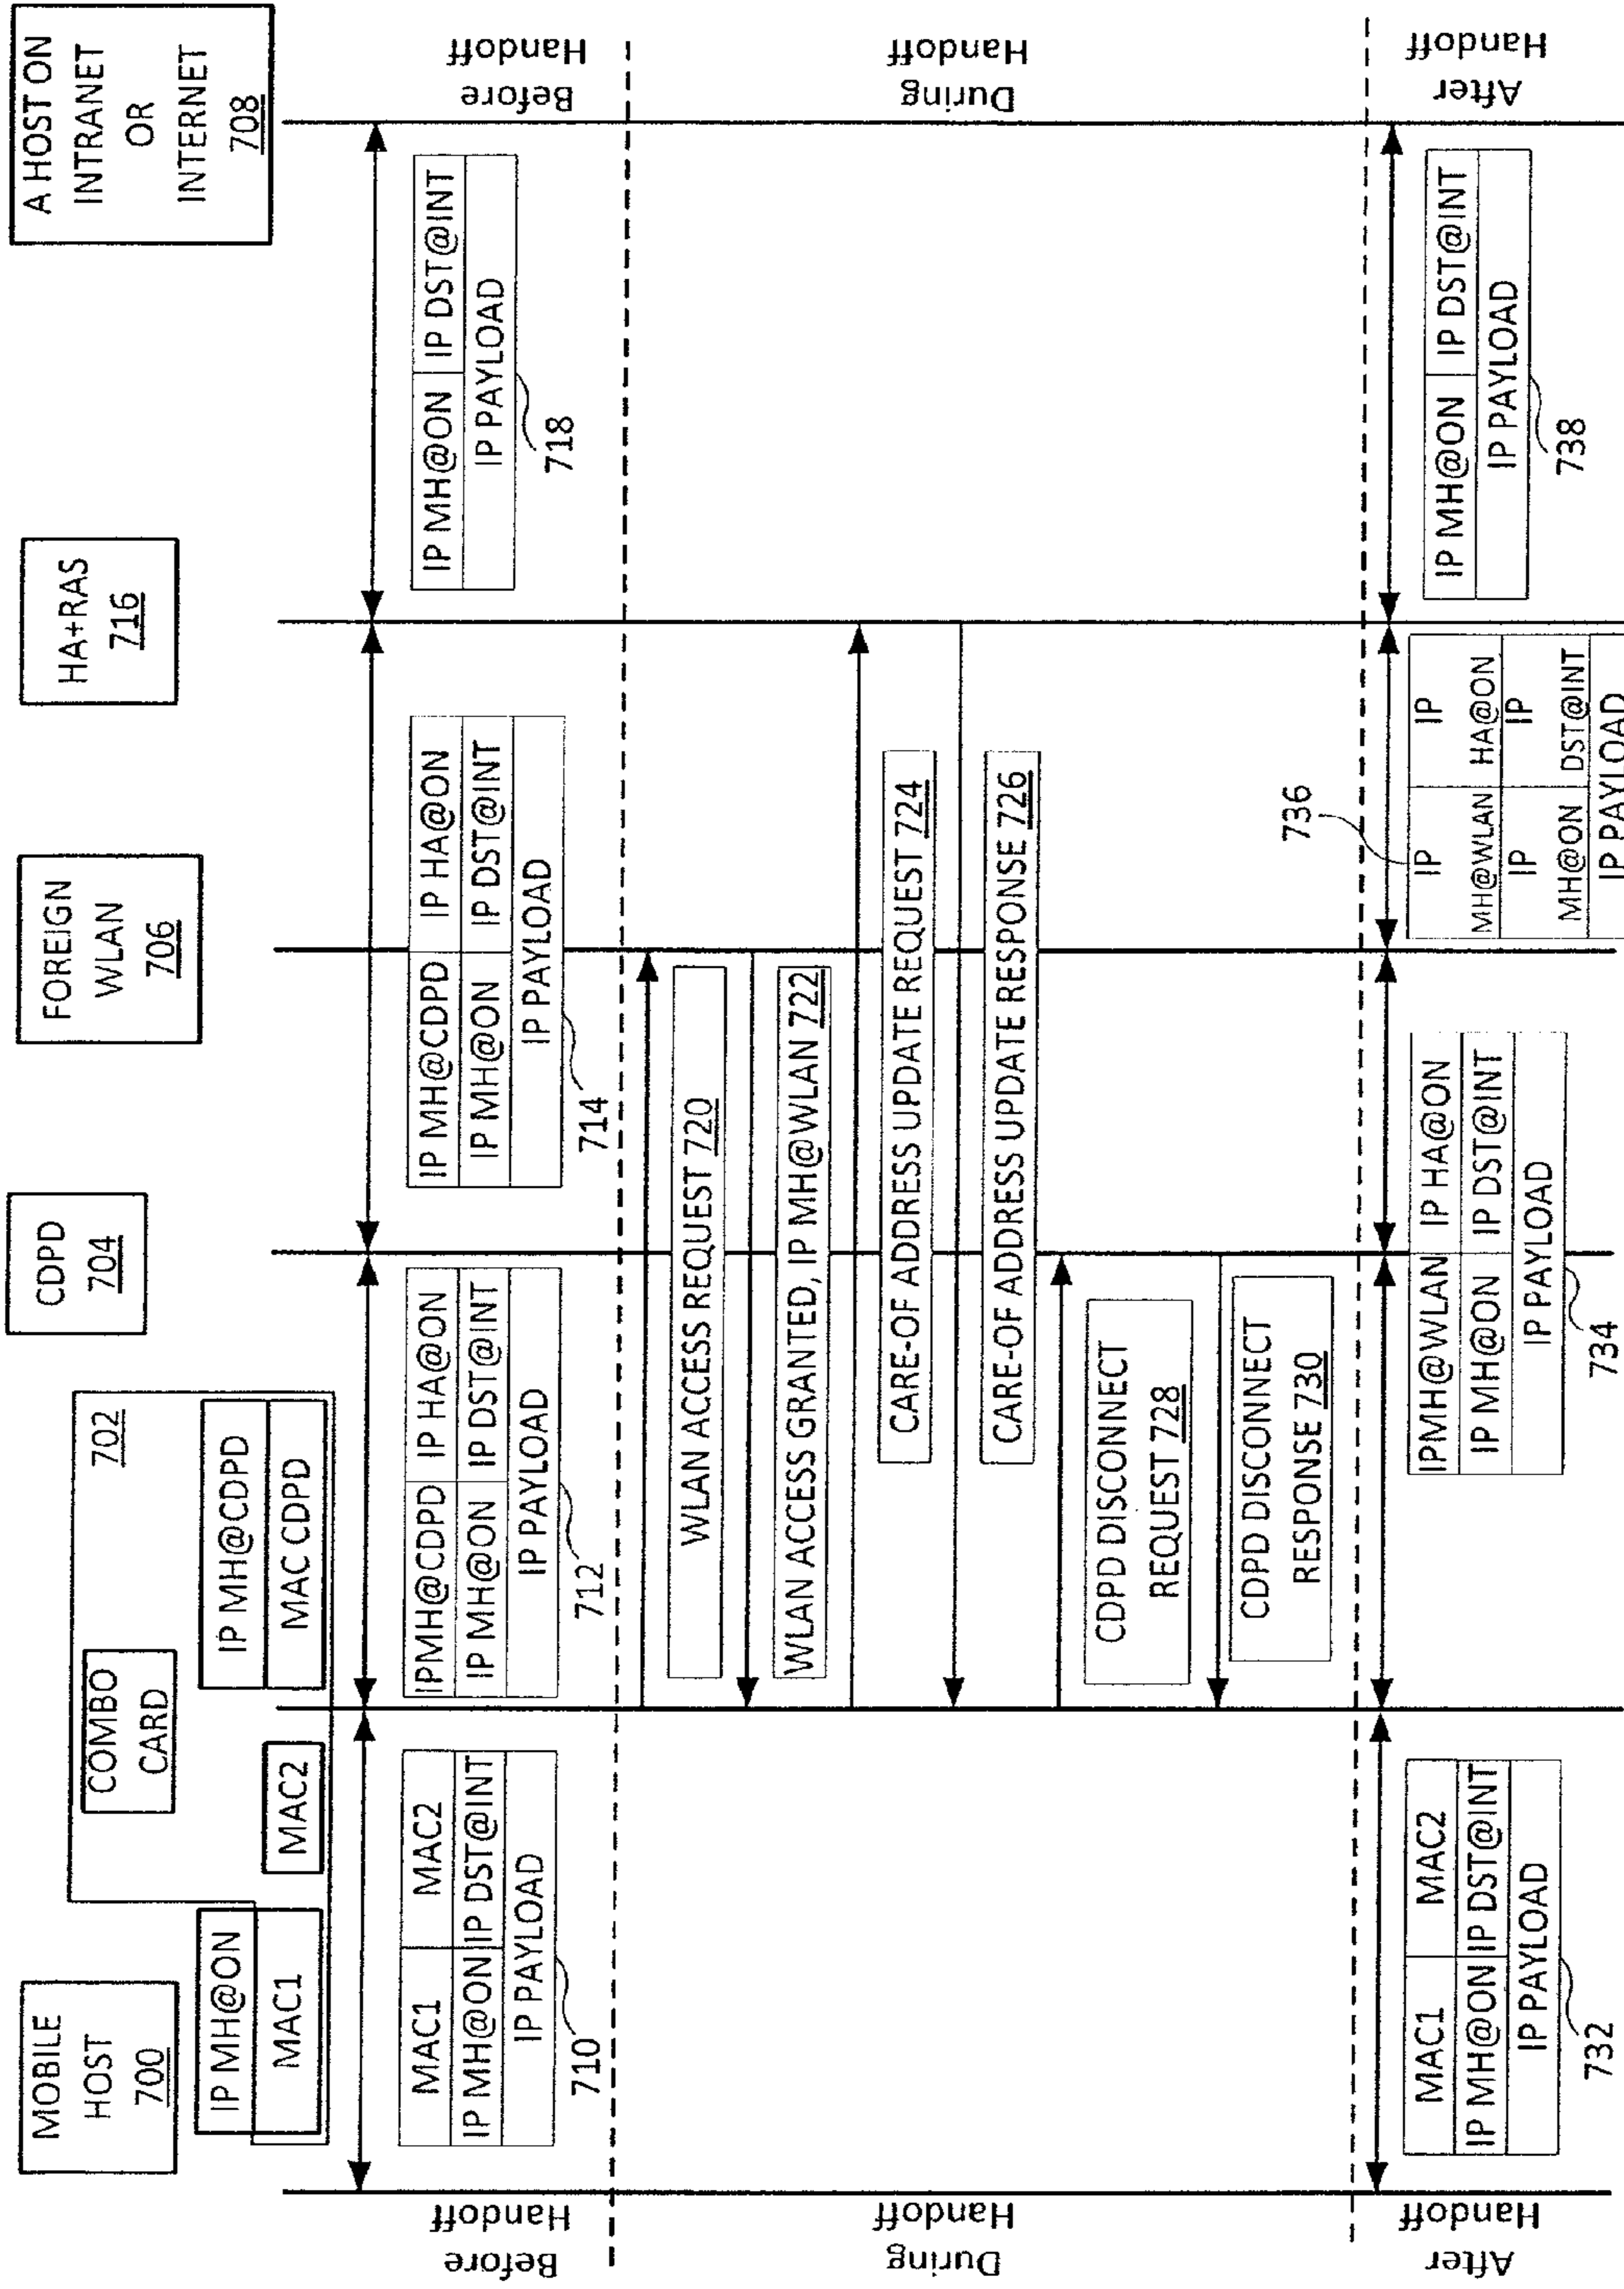 MOBILE
HOST
700
COMBO
CARD
702
CDPD
704
FOREIGN
WLAN
706
HA+RAS
716
A HOST ON
INTRANET
OR
INTERNET
708
IP MH@ON
MAC1
MAC2
IP MH@CDPD
MAC CDPD
Before
Handoff
MAC1 MAC2
IP MH@ON IP DST@INT
IP PAYLOAD
710
IPMH@CDPD IP HA@ON
IP MH@ON IP DST@INT
IP PAYLOAD
712
IP MH@CDPD IP HA@ON
IP MH@ON IP DST@INT
IP PAYLOAD
714
IP MH@ON IP DST@INT
IP PAYLOAD
718
Before
Handoff
During
Handoff
WLAN ACCESS REQUEST 720
WLAN ACCESS GRANTED, IP MH@WLAN 722
CARE-OF ADDRESS UPDATE REQUEST 724
CARE-OF ADDRESS UPDATE RESPONSE 726
CDPD DISCONNECT
REQUEST 728
CDPD DISCONNECT
RESPONSE 730
During
Handoff
After
Handoff
MAC1 MAC2
IP MH@ON IP DST@INT
IP PAYLOAD
732
IPMH@WLAN IP HA@ON
IP MH@ON IP DST@INT
IP PAYLOAD
734
736
IP IP
MH@WLAN HA@ON
IP IP
MH@ON DST@INT
IP PAYLOAD
IP MH@ON IP DST@INT
IP PAYLOAD
738
After
Handoff